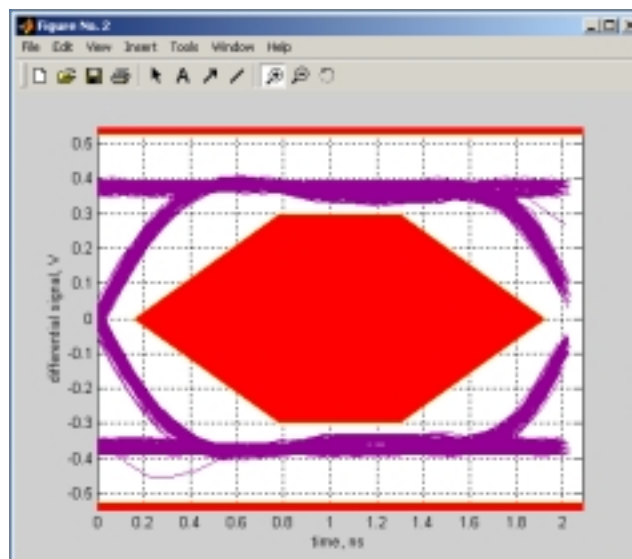 Figure No. 2
File Edit View Insert Tools Window Help
A
0.5
0.4
0.3
0.2
0.1
0
-0.1
-0.2
-0.3
-0.4
-0.5
differential signal, V
0 0.2 0.4 0.6 0.8 1 1.2 1.4 1.6 1.8 2
time, ns